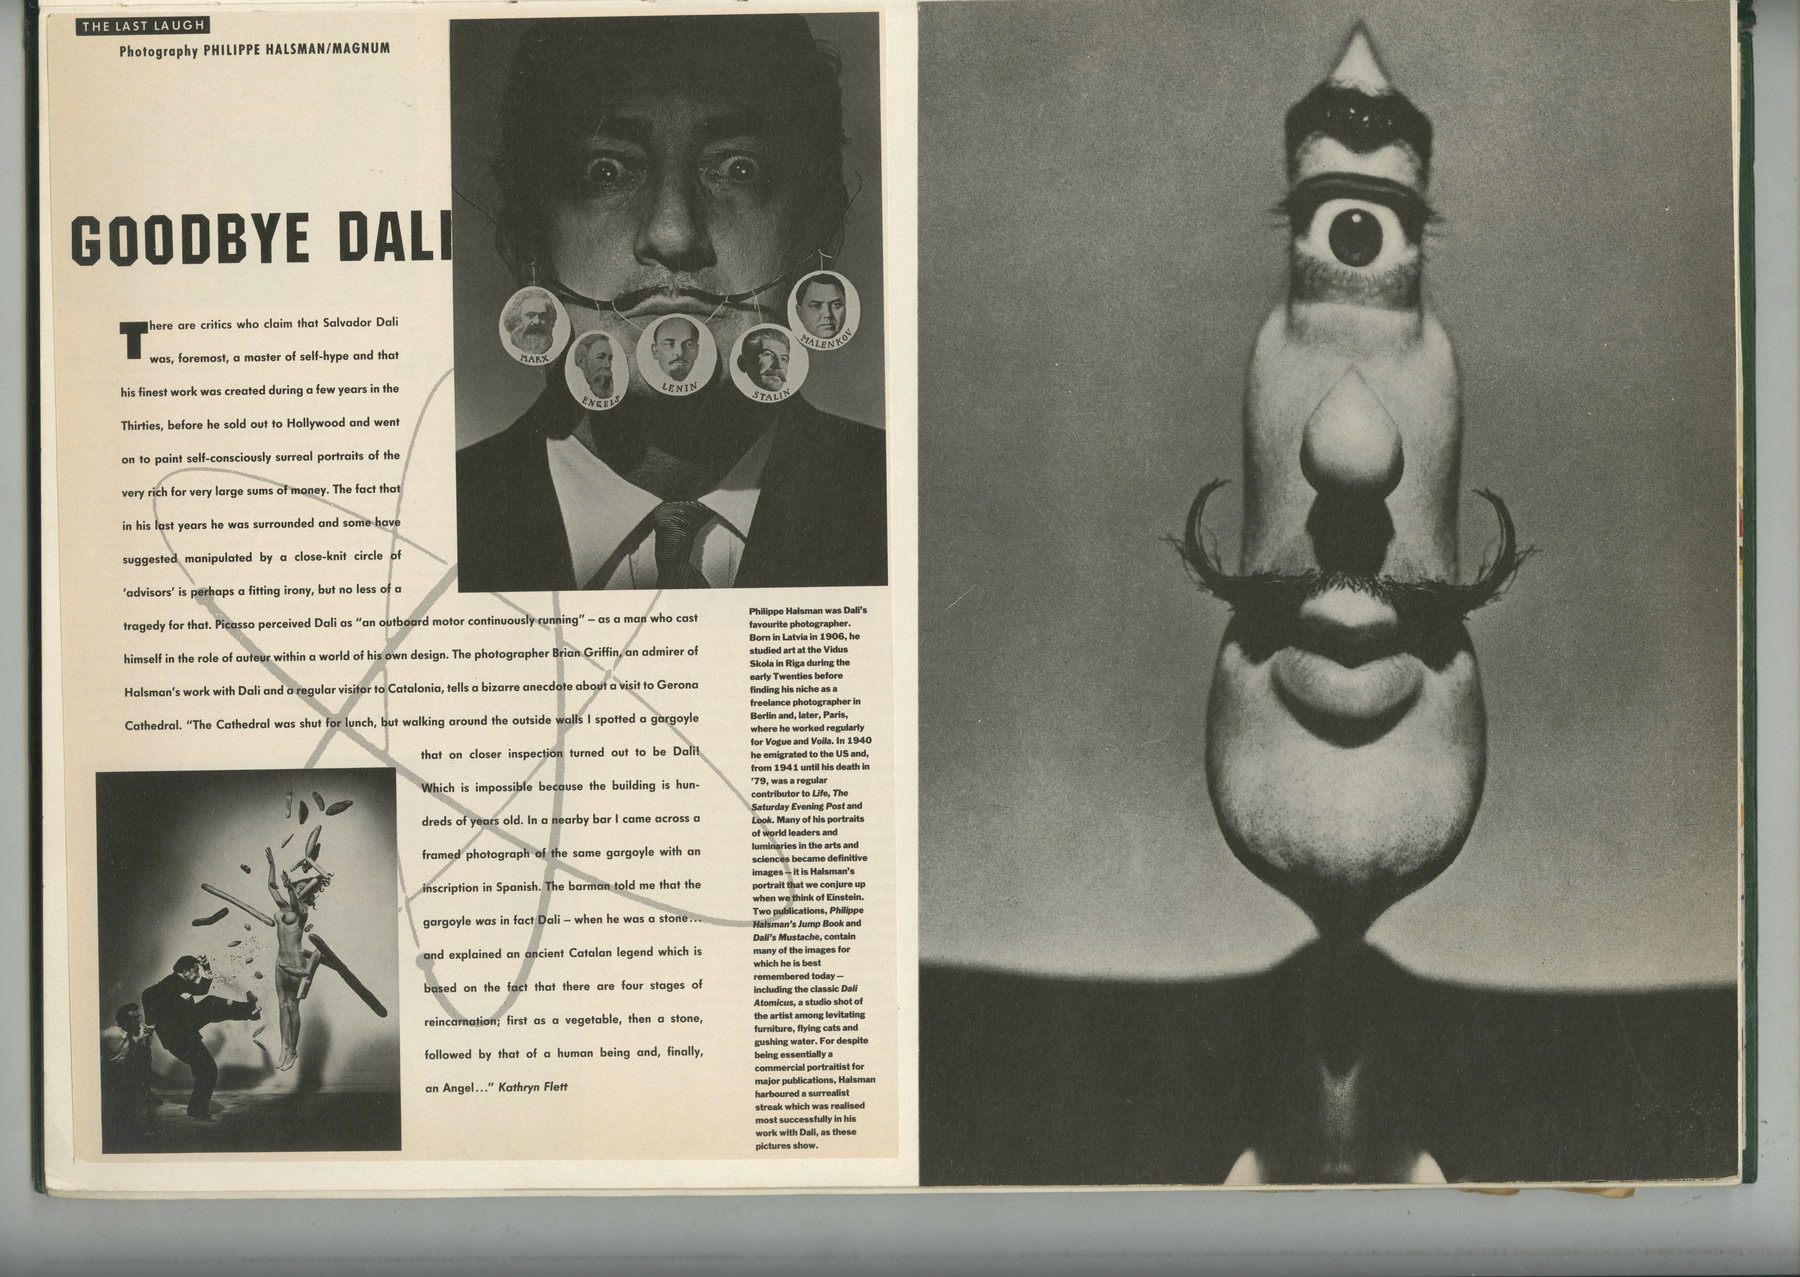 THE LAST LAUGH
Photography PHILIPPE HALSMAN/MAGNUM
GOODBYE DALI
There are critics who claim that Salvador Dali
was, foremost, a master of self-hype and that
his finest work was created during a few years in the
Thirties, before he sold out to Hollywood and went
on to paint self-consciously surreal portraits of the
very rich for very large sums of money. The fact that
in his last years he was surrounded and some have
suggested manipulated by a close-knit circle of
‘advisors’ is perhaps a fitting irony, but no less of a
tragedy for that. Picasso perceived Dali as “an outboard motor continuously running” – as a man who cast
himself in the role of auteur within a world of his own design. The photographer Brian Griffin, an admirer of
Halsman’s work with Dali and a regular visitor to Catalonia, tells a bizarre anecdote about a visit to Gerona
Cathedral. “The Cathedral was shut for lunch, but walking around the outside walls I spotted a gargoyle
that on closer inspection turned out to be Dali!
Which is impossible because the building is hun-
dreds of years old. In a nearby bar I came across a
framed photograph of the same gargoyle with an
inscription in Spanish. The barman told me that the
gargoyle was in fact Dali – when he was a stone...
and explained an ancient Catalan legend which is
based on the fact that there are four stages of
reincarnation; first as a vegetable, then a stone,
followed by that of a human being and, finally,
an Angel...” Kathryn Flett
MARX
ENGELS
LENIN
STALIN
MALENKOV
Philippe Halsman was Dali’s
favourite photographer.
Born in Latvia in 1906, he
studied art at the Vidus
Skola in Riga during the
early Twenties before
finding his niche as a
freelance photographer in
Berlin and, later, Paris,
where he worked regularly
for Vogue and Voila. In 1940
he emigrated to the US and,
from 1941 until his death in
’79, was a regular
contributor to Life, The
Saturday Evening Post and
Look. Many of his portraits
of world leaders and
luminaries in the arts and
sciences became definitive
images – it is Halsman’s
portrait that we conjure up
when we think of Einstein.
Two publications, Philippe
Halsman’s Jump Book and
Dali’s Mustache, contain
many of the images for
which he is best
remembered today –
including the classic Dali
Atomicus, a studio shot of
the artist among levitating
furniture, flying cats and
gushing water. For despite
being essentially a
commercial portraitist for
major publications, Halsman
harboured a surrealist
streak which was realised
most successfully in his
work with Dali, as these
pictures show.